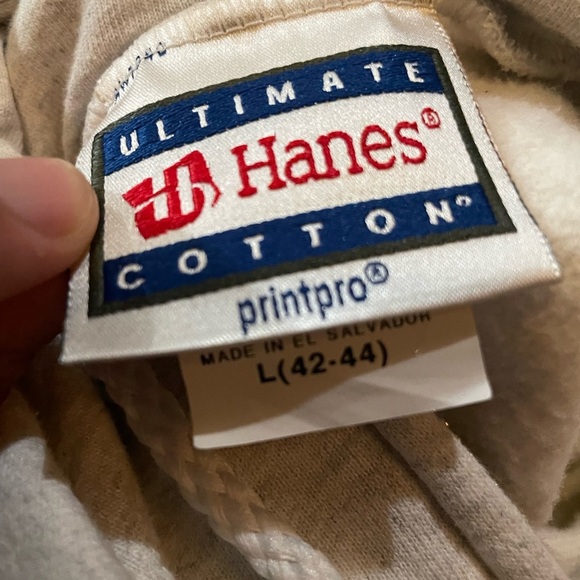 ULTIMATE
Hanes®
COTTON®
printpro®
MADE IN EL SALVADOR
L(42-44)